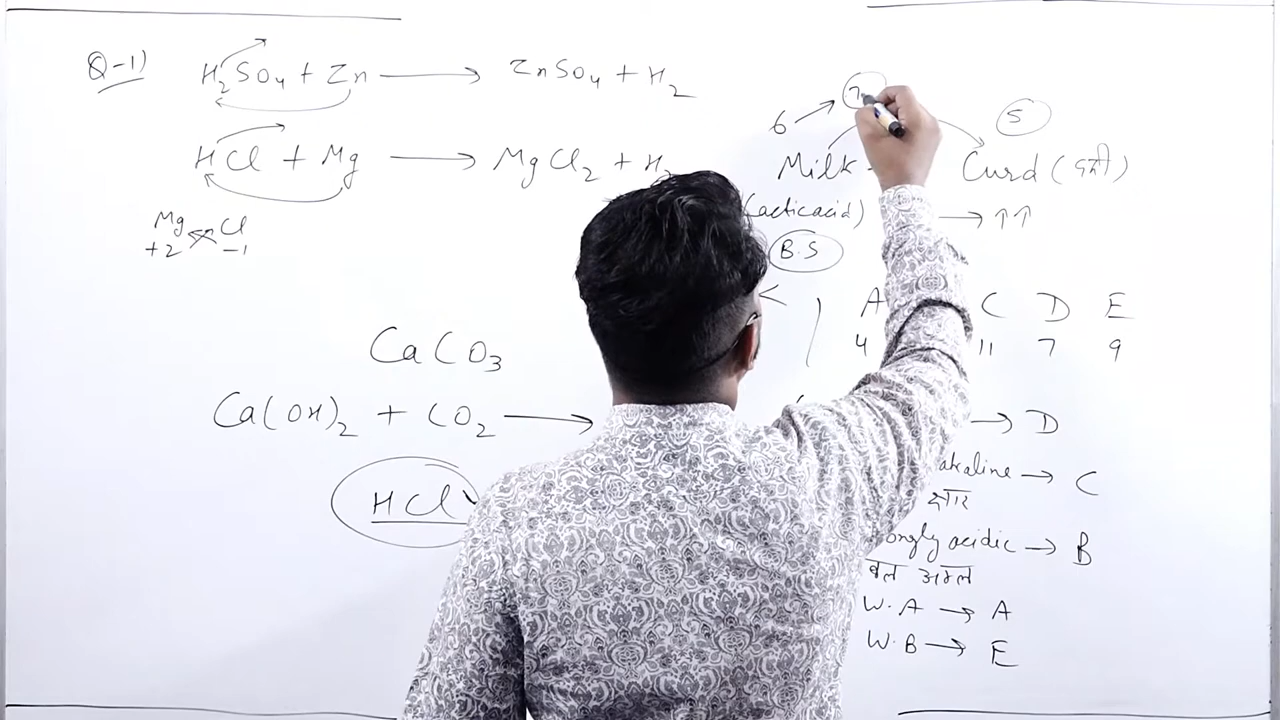 Q-1) H₂SO₄ + Zn → ZnSO₄ + H₂
HCl + Mg → MgCl₂ + H₂
Mg Cl
+2 -1
CaCO₃
Ca(OH)₂ + CO₂ →
HCl
6 → 7 5
Milk Curd (दही)
(acticacid) → ↑↑
B.S
A C D E
4 11 7 9
→ D
alkaline → C
क्षार
ongly acidic → B
बल अम्ल
W.A → A
W.B → E